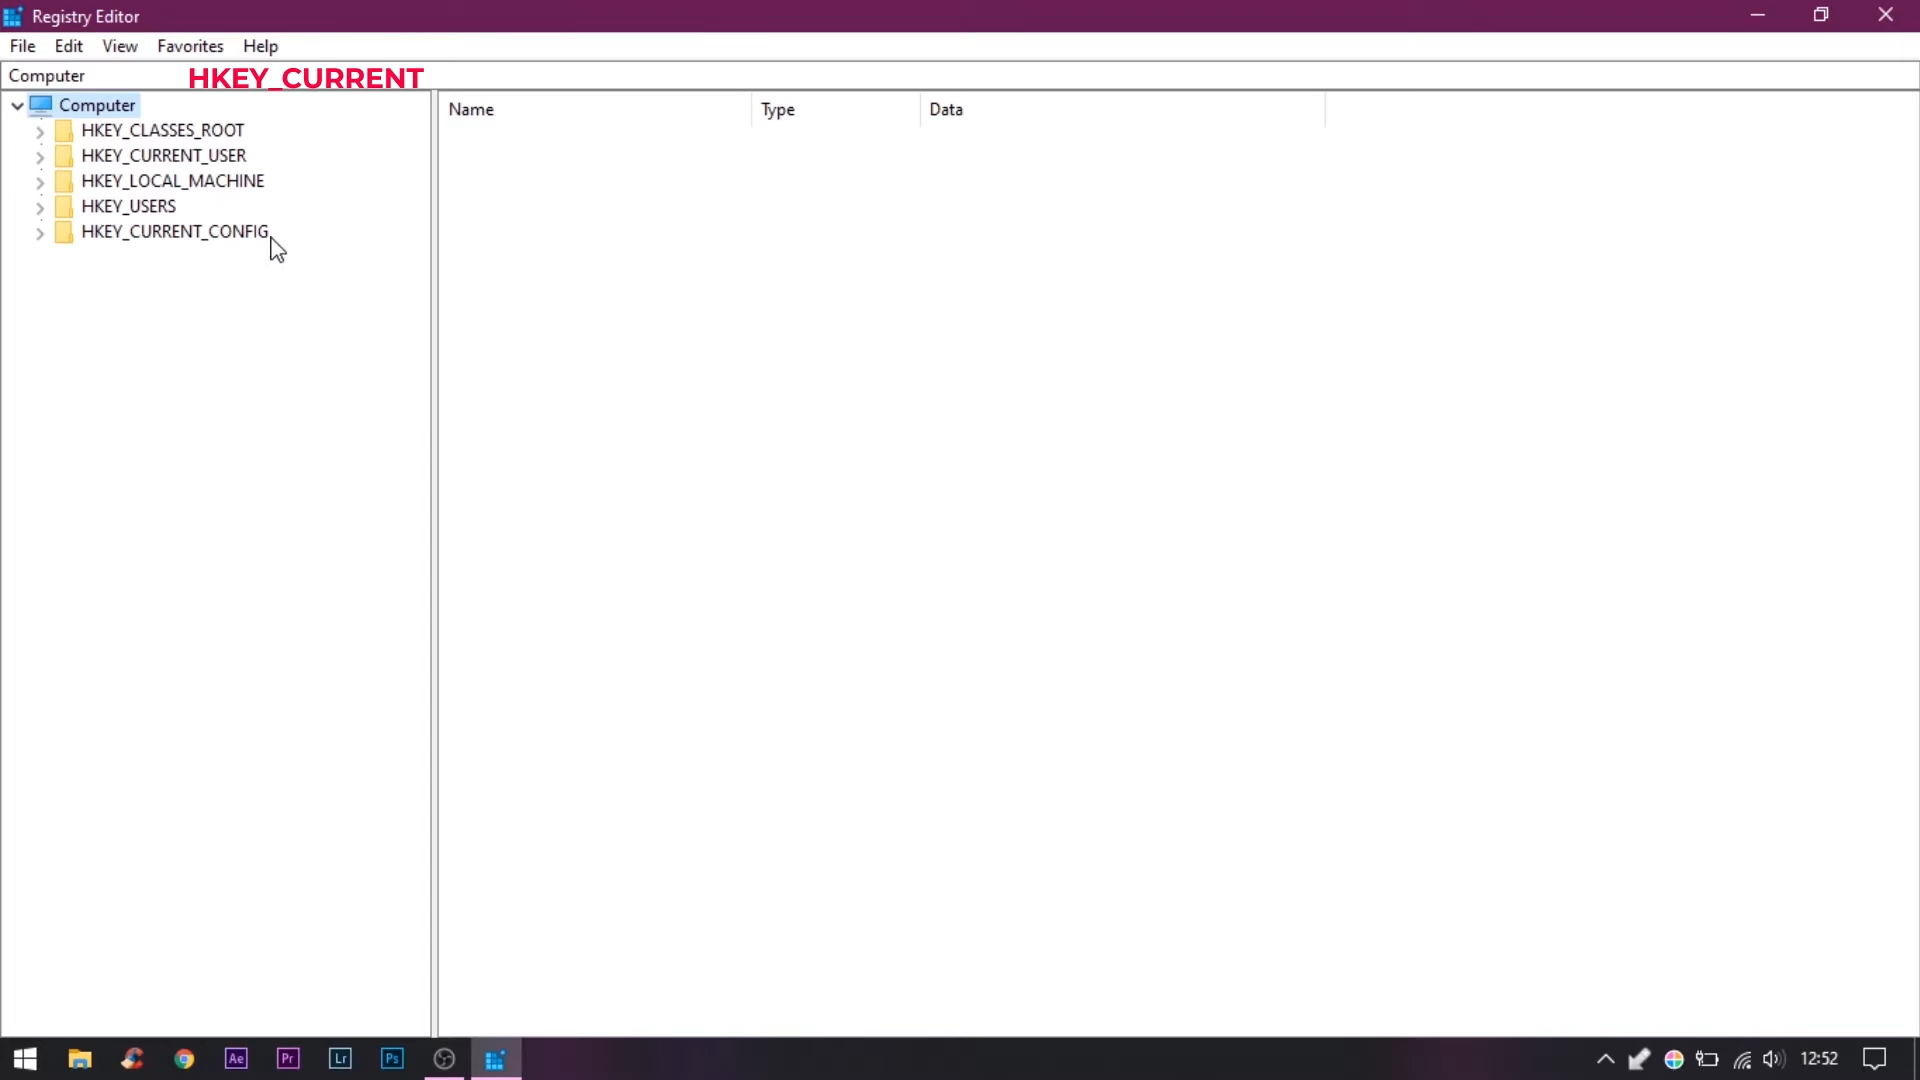 Registry Editor
File Edit View Favorites Help
Computer HKEY_CURRENT
Computer
HKEY_CLASSES_ROOT
HKEY_CURRENT_USER
HKEY_LOCAL_MACHINE
HKEY_USERS
HKEY_CURRENT_CONFIG
Name Type Data
Ae Pr Lr Ps 12:52